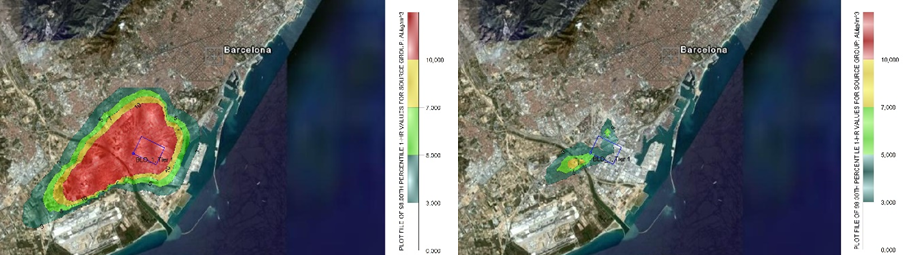 Barcelona
PLOT FILE OF 98.00TH PERCENTILE 1-HR VALUES FOR SOURCE GROUP: ALL
10,000
7,000
5,000
3,000
0.000
Barcelona
PLOT FILE OF 98.00TH PERCENTILE 1-HR VALUES FOR SOURCE GROUP: ALL
10,000
7,000
5,000
3,000
0.000